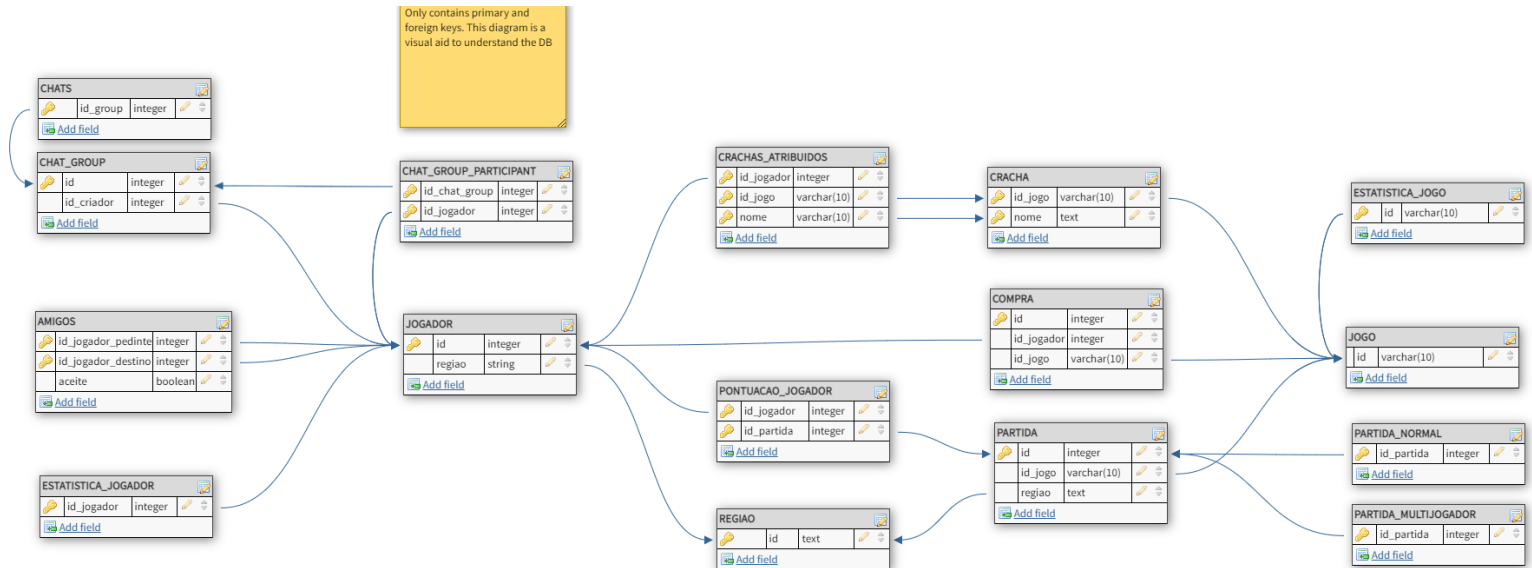 Only contains primary and
foreign keys. This diagram is a
visual aid to understand the DB
CHATS
id_group integer
Add field
CHAT_GROUP
id integer
id_criador integer
Add field
CHAT_GROUP_PARTICIPANT
id_chat_group integer
id_jogador integer
Add field
CRACHAS_ATRIBUIDOS
id_jogador integer
id_jogo varchar(10)
nome varchar(10)
Add field
CRACHA
id_jogo varchar(10)
nome text
Add field
ESTATISTICA_JOGO
id varchar(10)
Add field
AMIGOS
id_jogador_pedinte integer
id_jogador_destino integer
aceite boolean
Add field
JOGADOR
id integer
regiao string
Add field
COMPRA
id integer
id_jogador integer
id_jogo varchar(10)
Add field
JOGO
id varchar(10)
Add field
PONTUACAO_JOGADOR
id_jogador integer
id_partida integer
Add field
PARTIDA
id integer
id_jogo varchar(10)
regiao text
Add field
PARTIDA_NORMAL
id_partida integer
Add field
ESTATISTICA_JOGADOR
id_jogador integer
Add field
REGIAO
id text
Add field
PARTIDA_MULTIJOGADOR
id_partida integer
Add field